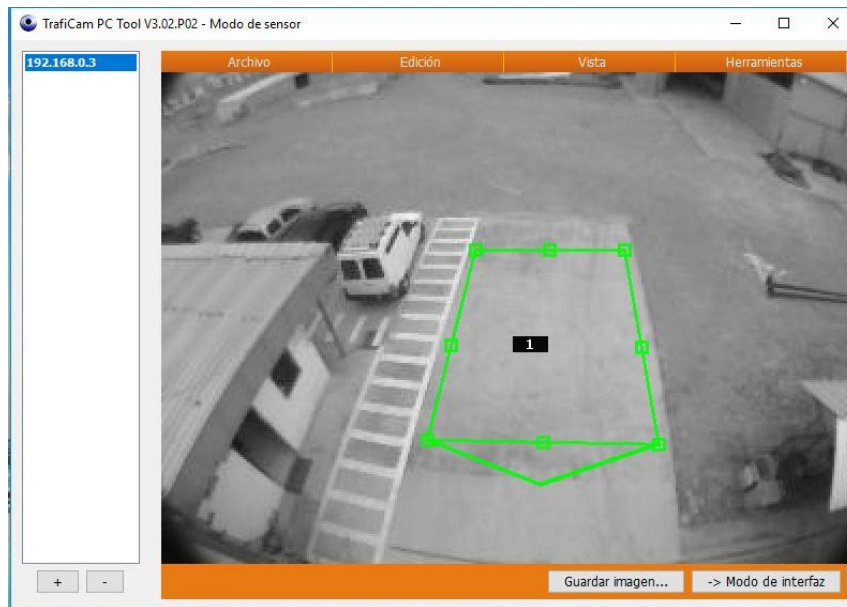 TrafiCam PC Tool V3.02.P02 - Modo de sensor
192.168.0.3
Archivo Edición Vista Herramientas
1
+ - Guardar imagen... -> Modo de interfaz